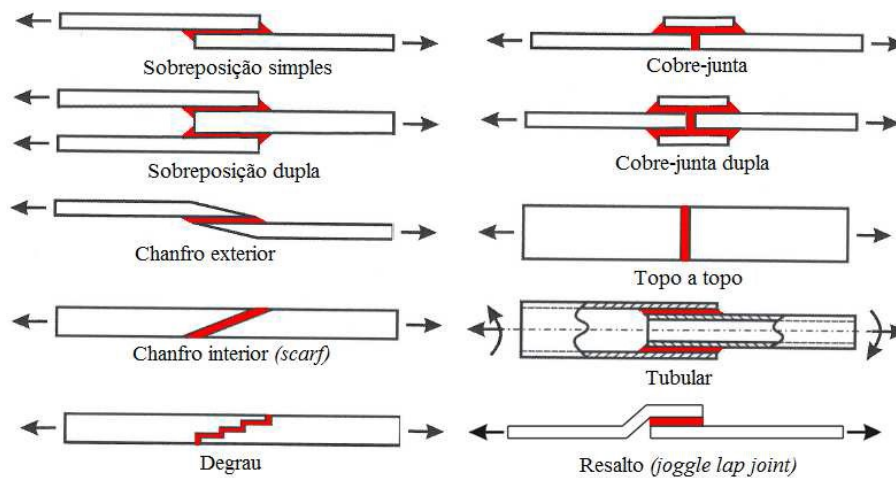 Sobreposição simples
Cobre-junta
Sobreposição dupla
Cobre-junta dupla
Chanfro exterior
Topo a topo
Chanfro interior (scarf)
Tubular
Degrau
Resalto (joggle lap joint)